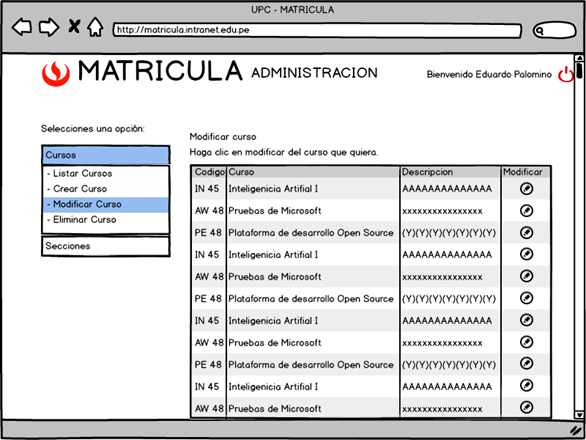 UPC - MATRICULA
http://matricula.intranet.edu.pe
MATRICULA ADMINISTRACION
Bienvenido Eduardo Palomino
Selecciones una opción:
Cursos
- Listar Cursos
- Crear Curso
- Modificar Curso
- Eliminar Curso
Secciones
Modificar curso
Haga clic en modificar del curso que quiera.
Codigo Curso Descripcion Modificar
IN 45 Inteligenicia Artifial I AAAAAAAAAAAAAA
AW 48 Pruebas de Microsoft xxxxxxxxxxxxxxxx
PE 48 Plataforma de desarrollo Open Source (Y)(Y)(Y)(Y)(Y)(Y)(Y)
IN 45 Inteligenicia Artifial I AAAAAAAAAAAAAA
AW 48 Pruebas de Microsoft xxxxxxxxxxxxxxxx
PE 48 Plataforma de desarrollo Open Source (Y)(Y)(Y)(Y)(Y)(Y)(Y)
IN 45 Inteligenicia Artifial I AAAAAAAAAAAAAA
AW 48 Pruebas de Microsoft xxxxxxxxxxxxxxxx
PE 48 Plataforma de desarrollo Open Source (Y)(Y)(Y)(Y)(Y)(Y)(Y)
IN 45 Inteligenicia Artifial I AAAAAAAAAAAAAA
AW 48 Pruebas de Microsoft xxxxxxxxxxxxxxxx